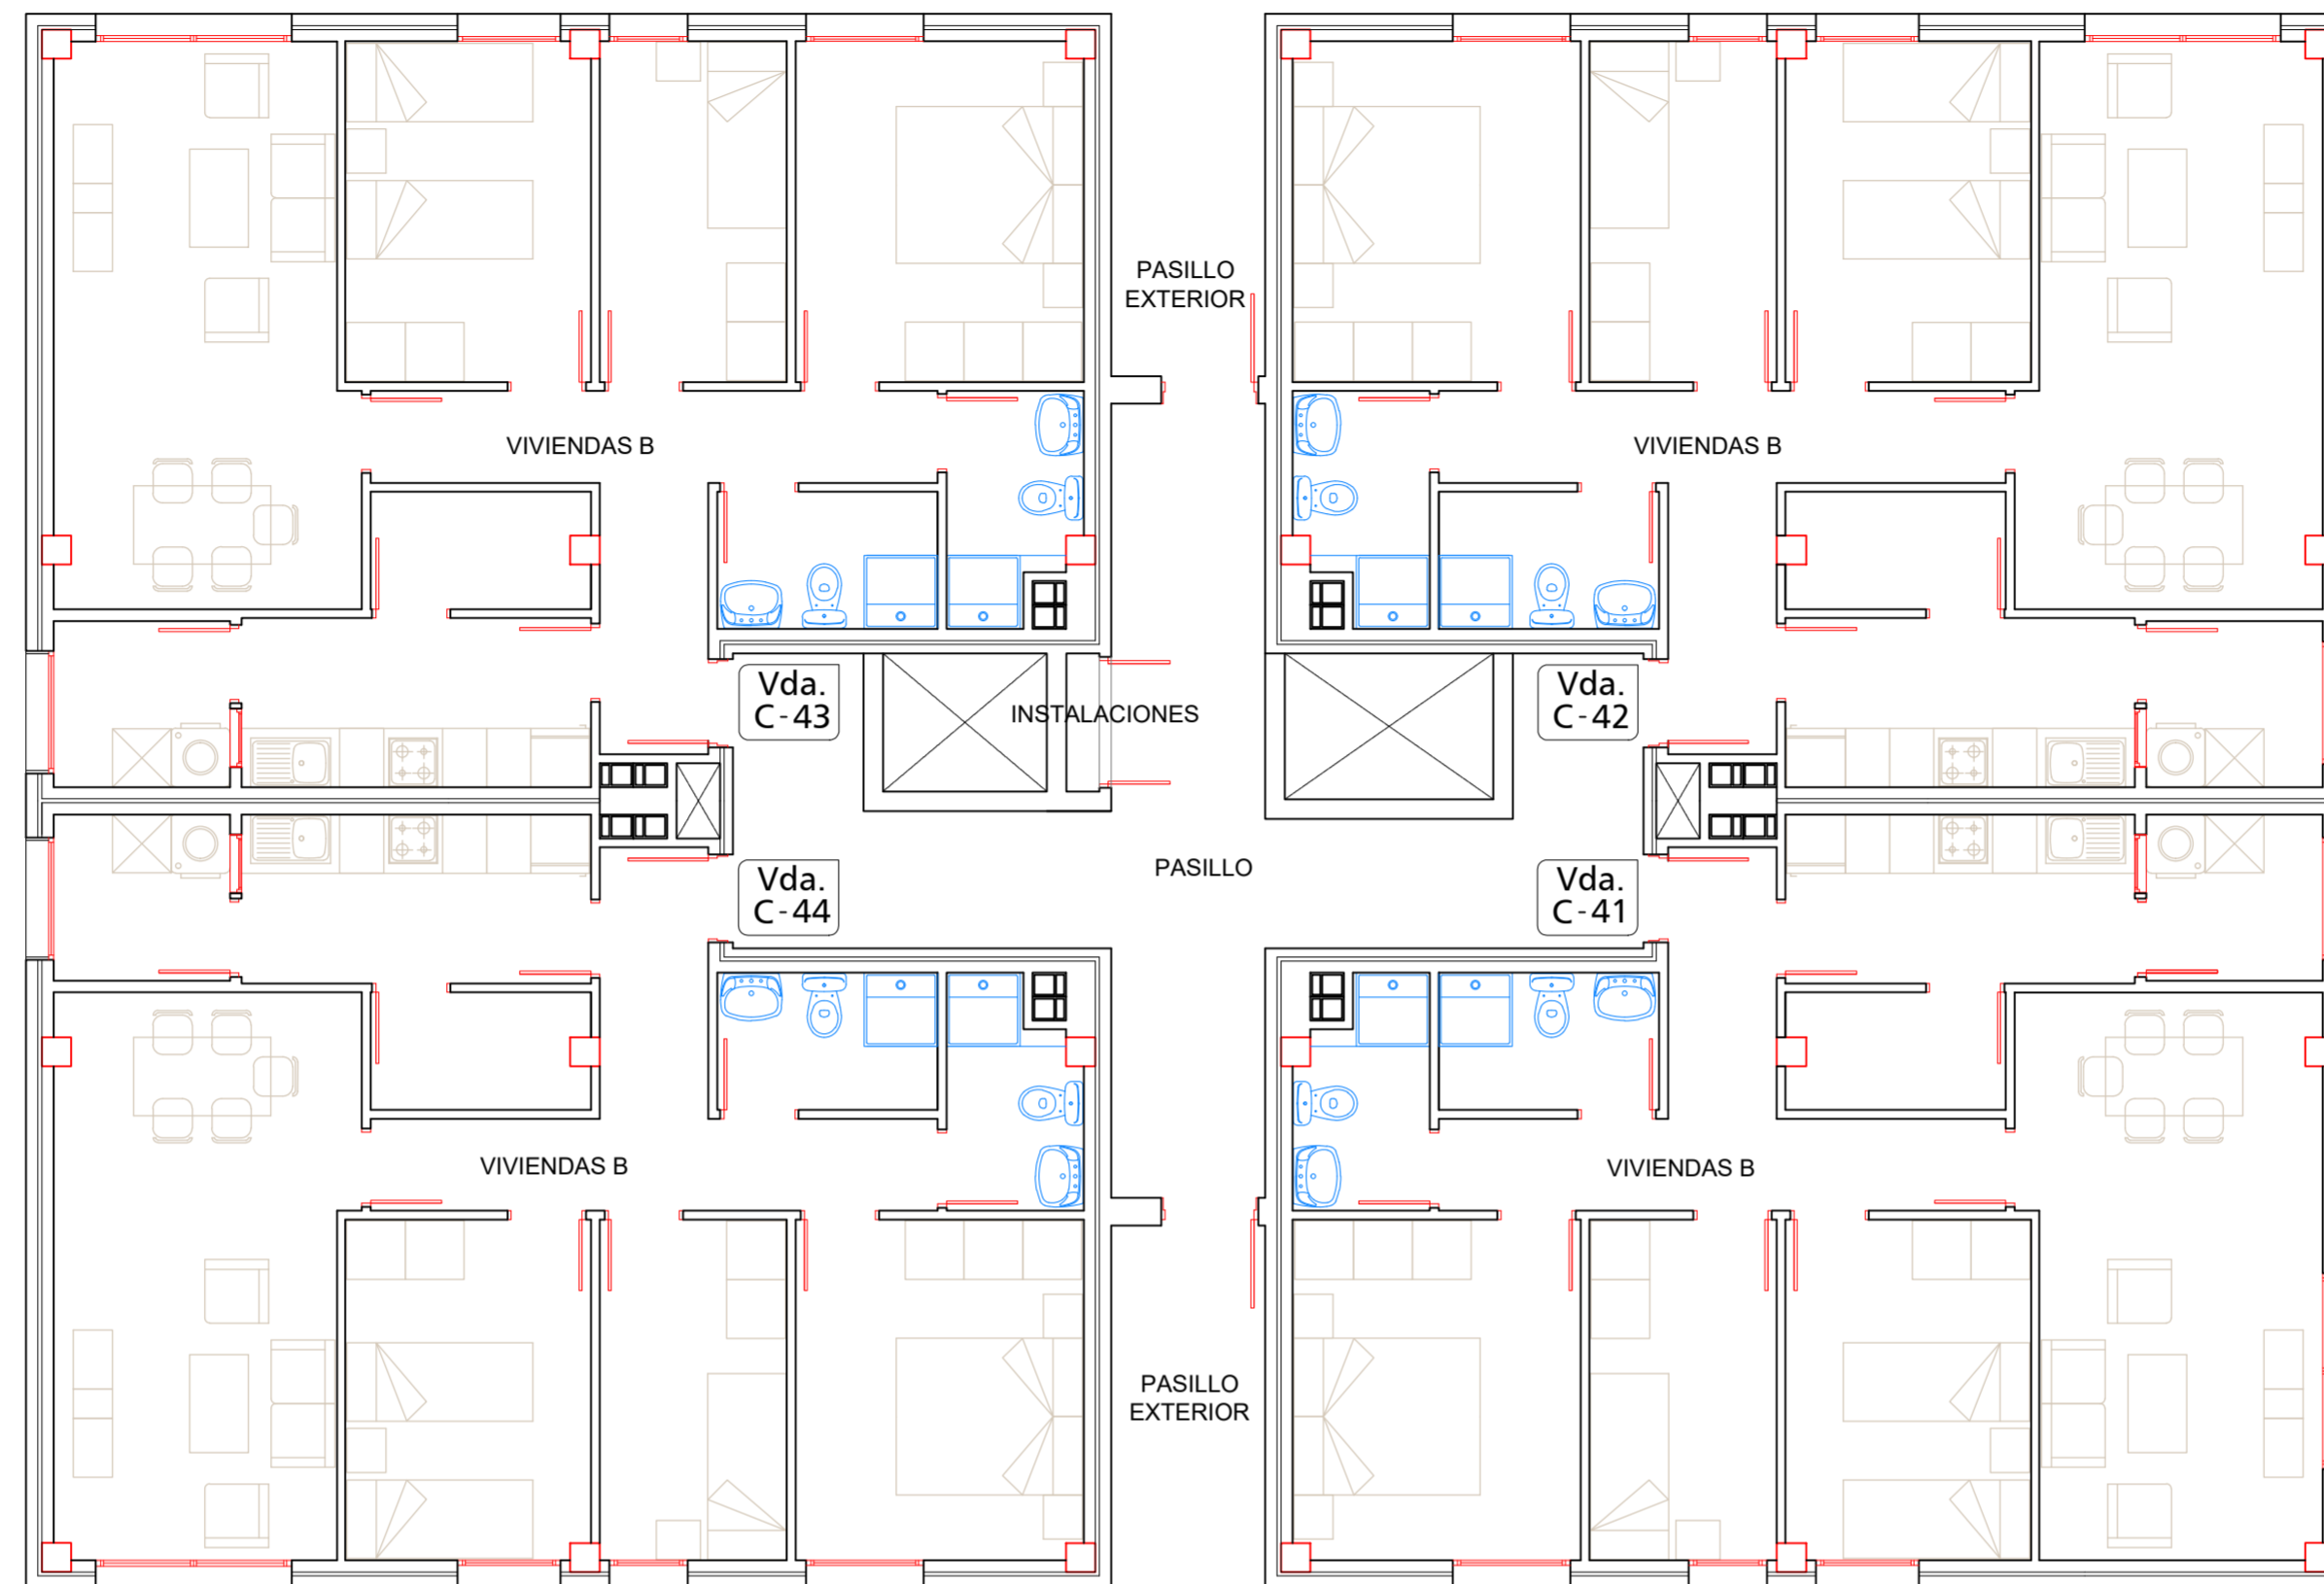 PASILLO
EXTERIOR
VIVIENDAS B
VIVIENDAS B
Vda.
C-43
INSTALACIONES
Vda.
C-42
PASILLO
Vda.
C-44
Vda.
C-41
VIVIENDAS B
VIVIENDAS B
PASILLO
EXTERIOR